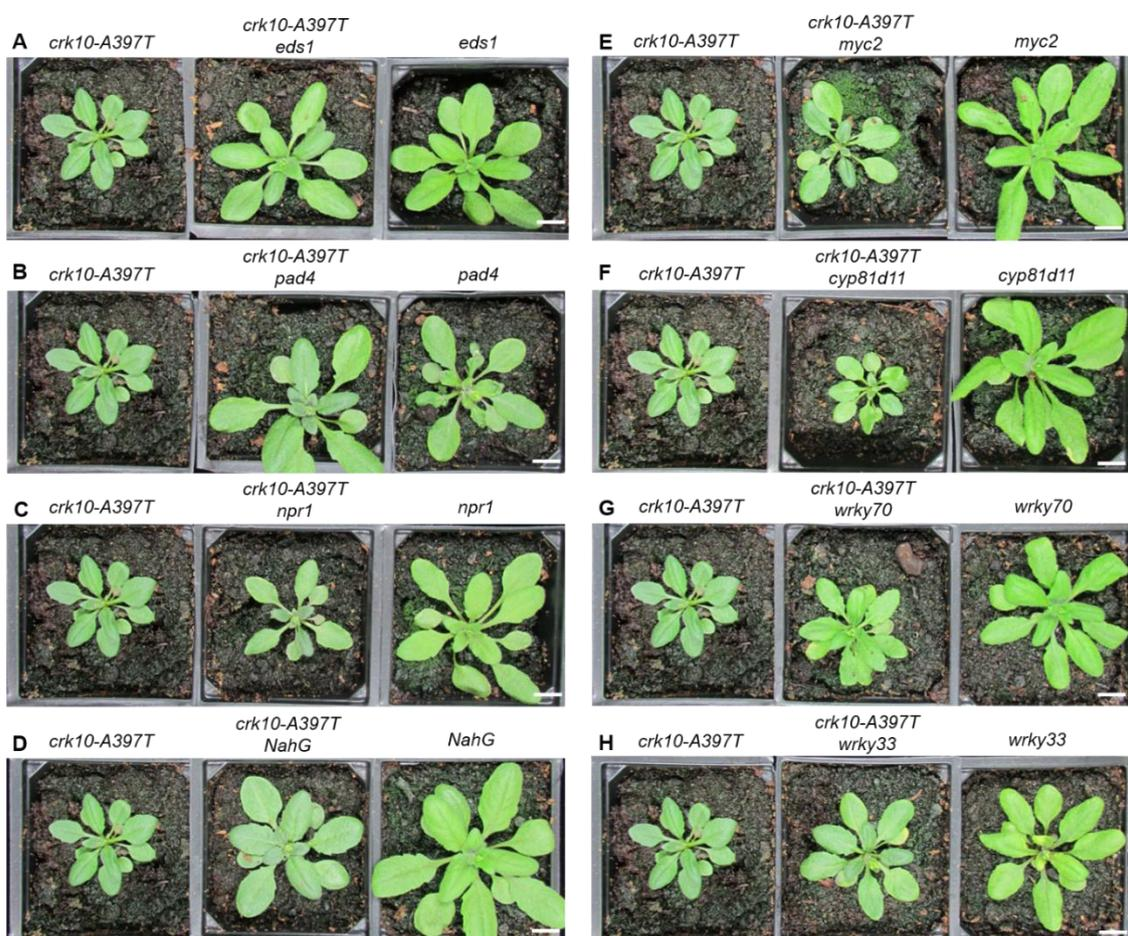 A
crk10-A397T
crk10-A397T
eds1
eds1
B
crk10-A397T
crk10-A397T
pad4
pad4
C
crk10-A397T
crk10-A397T
npr1
npr1
D
crk10-A397T
crk10-A397T
NahG
NahG
E
crk10-A397T
crk10-A397T
myc2
myc2
F
crk10-A397T
crk10-A397T
cyp81d11
cyp81d11
G
crk10-A397T
crk10-A397T
wrky70
wrky70
H
crk10-A397T
crk10-A397T
wrky33
wrky33